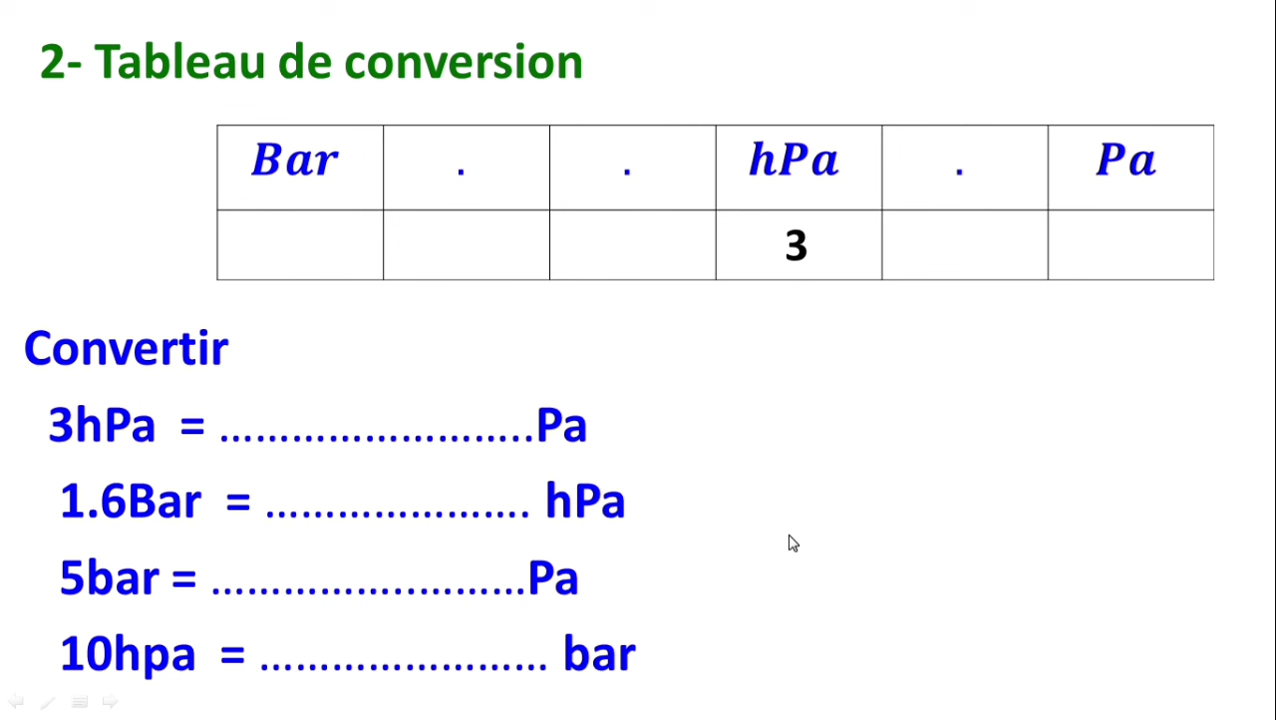 2- Tableau de conversion
Bar . . hPa . Pa
3
Convertir
3hPa = ..............................Pa
1.6Bar = ........................ hPa
5bar = .............................Pa
10hpa = .......................... bar